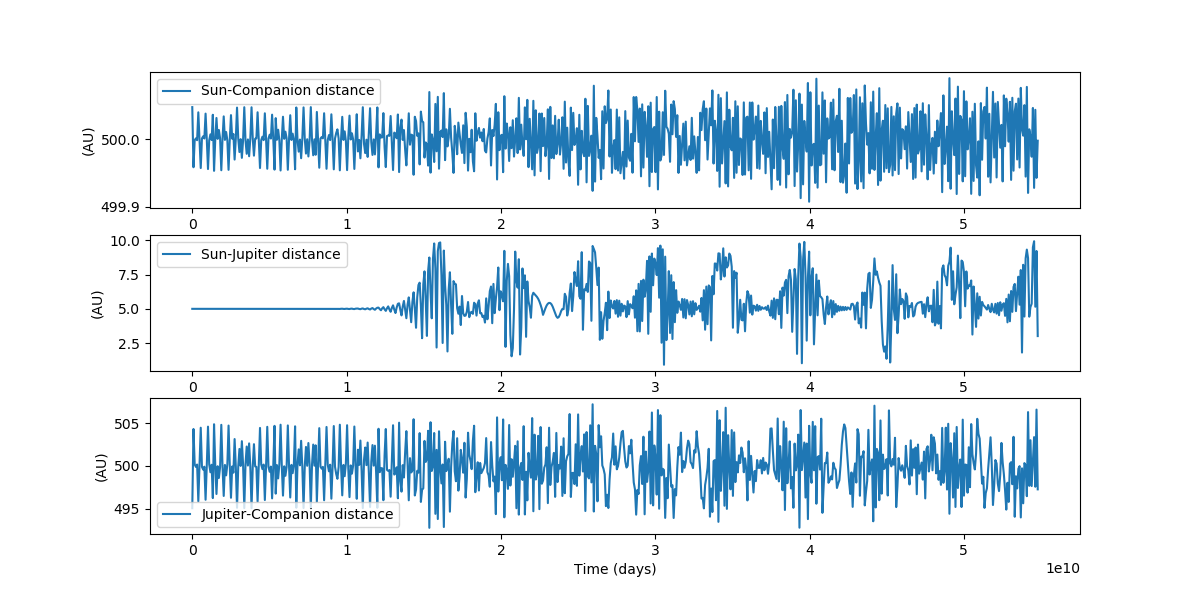 Sun-Companion distance
(AU)
500.0
499.9
0 1 2 3 4 5
Sun-Jupiter distance
(AU)
10.0
7.5
5.0
2.5
0 1 2 3 4 5
(AU)
505
500
495
Jupiter-Companion distance
0 1 2 3 4 5
Time (days)
1e10